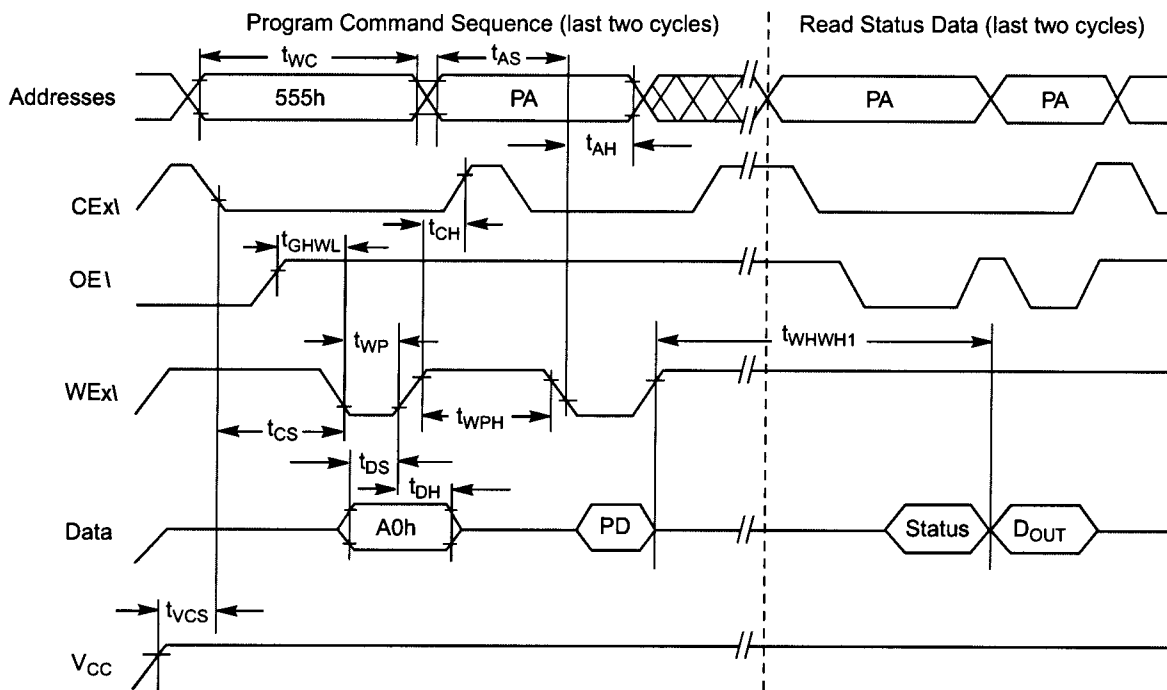 Program Command Sequence (last two cycles)
Read Status Data (last two cycles)
tWC
tAS
Addresses
555h
PA
PA
PA
tAH
CEx\
tCH
tGHWL
OE\
tWP
tWHWH1
WEx\
tCS
tWPH
tDS
tDH
Data
A0h
PD
Status
DOUT
tVCS
VCC